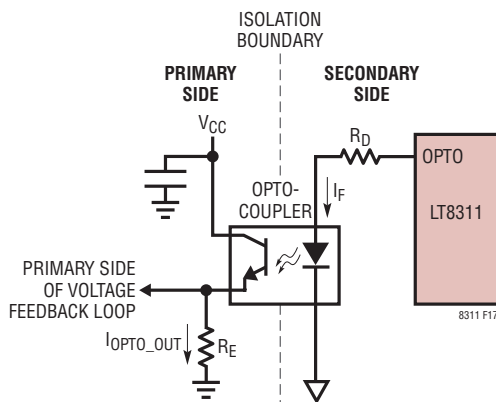 ISOLATION
BOUNDARY
PRIMARY
SIDE
SECONDARY
SIDE
VCC
RD
OPTO
OPTO-
COUPLER
IF
LT8311
PRIMARY SIDE
OF VOLTAGE
FEEDBACK LOOP
8311 F17
IOPTO_OUT
RE